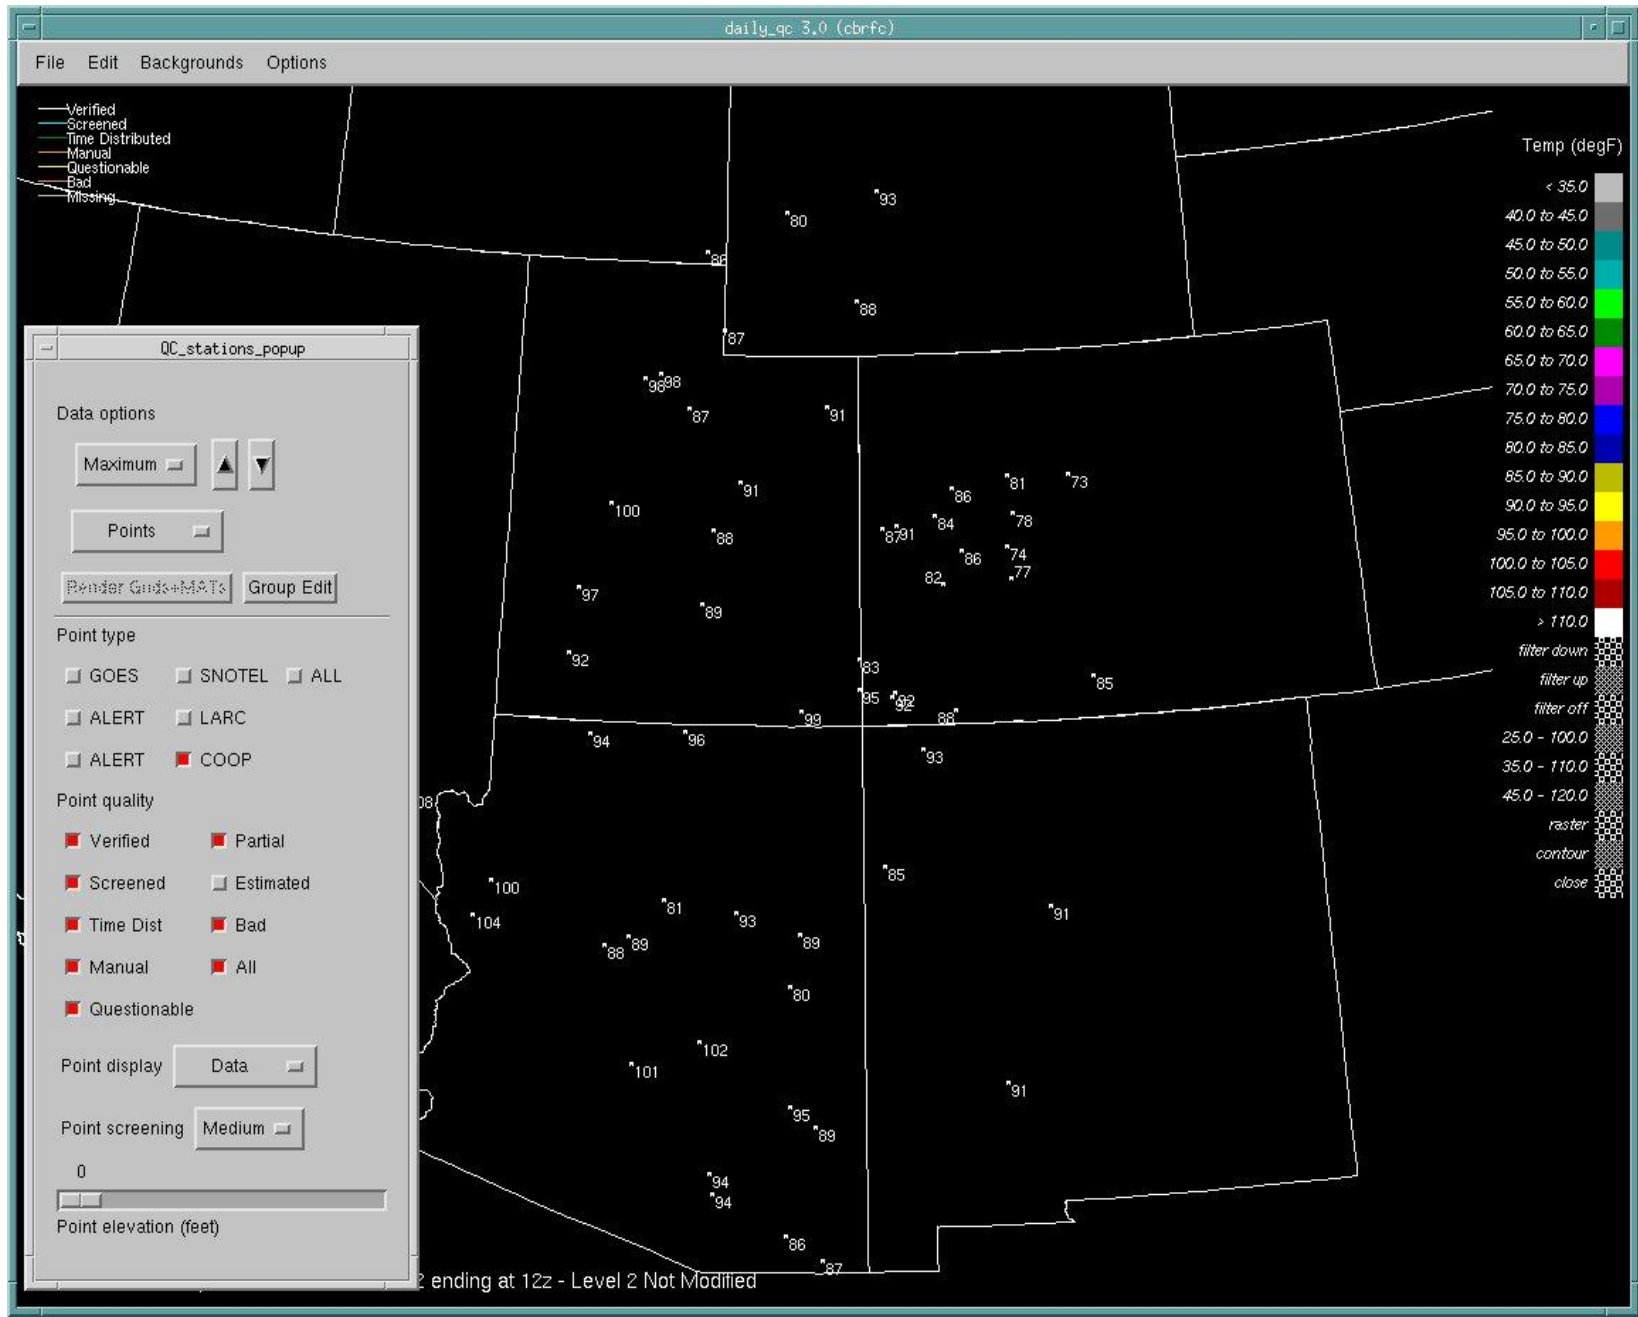 daily_qc 3.0 (cbrfc)
File Edit Backgrounds Options
Verified
Screened
Time Distributed
Manual
Questionable
Bad
Missing
Temp (degF)
< 35.0
40.0 to 45.0
45.0 to 50.0
50.0 to 55.0
55.0 to 60.0
60.0 to 65.0
65.0 to 70.0
70.0 to 75.0
75.0 to 80.0
80.0 to 85.0
85.0 to 90.0
90.0 to 95.0
95.0 to 100.0
100.0 to 105.0
105.0 to 110.0
> 110.0
filter down
filter up
filter off
25.0 - 100.0
35.0 - 110.0
45.0 - 120.0
raster
contour
close
QC_stations_popup
Data options
Maximum
Points
Render Grids+MATs Group Edit
Point type
GOES SNOTEL ALL
ALERT LARC
ALERT COOP
Point quality
Verified Partial
Screened Estimated
Time Dist Bad
Manual All
Questionable
Point display Data
Point screening Medium
0
Point elevation (feet)
93
80
86
88
87
98 98
87 91
81 73
91 86
100
84 78
88 87 91
74
86
77
82
97
89
92 83
85
95 92
92
99 88
94 96
93
85
100
81 91
104 93
89 89
88
80
102
101
91
95
89
94
94
86
87
2 ending at 12z - Level 2 Not Modified